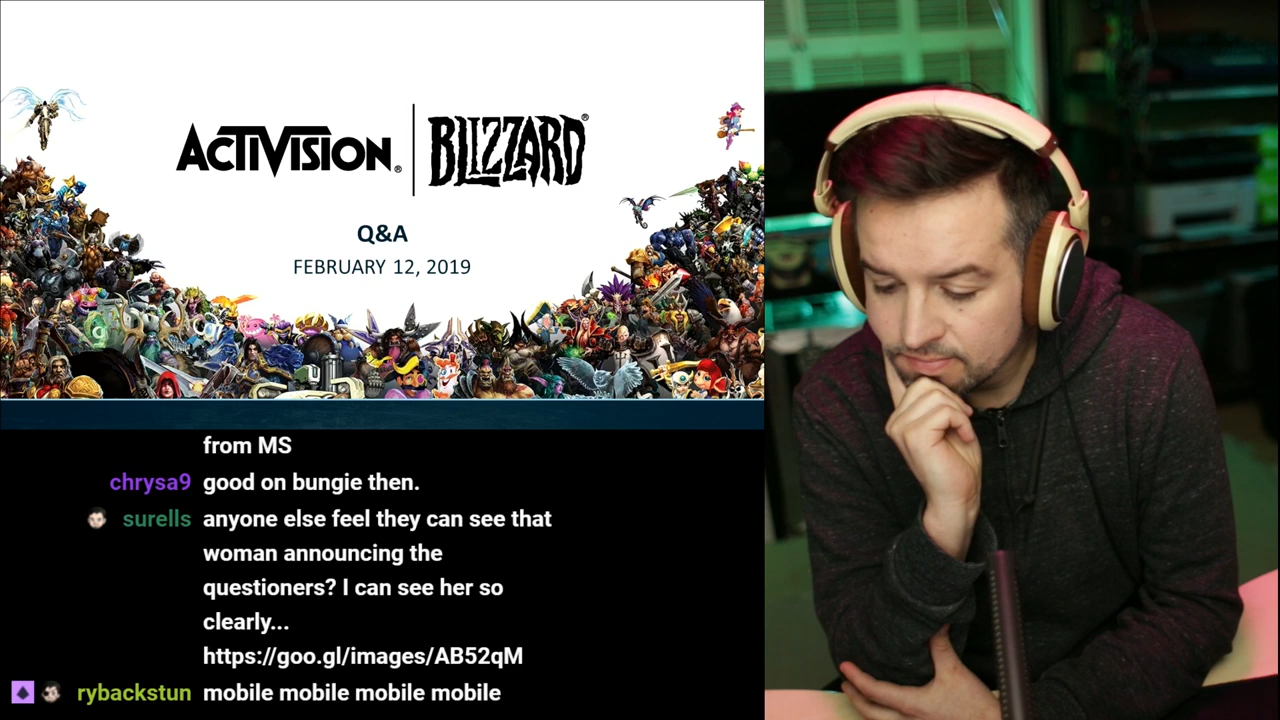 ACTIVISION® | BLIZZARD®
Q&A
FEBRUARY 12, 2019
from MS
chrysa9 good on bungie then.
surells anyone else feel they can see that
woman announcing the
questioners? I can see her so
clearly...
https://goo.gl/images/AB52qM
rybackstun mobile mobile mobile mobile